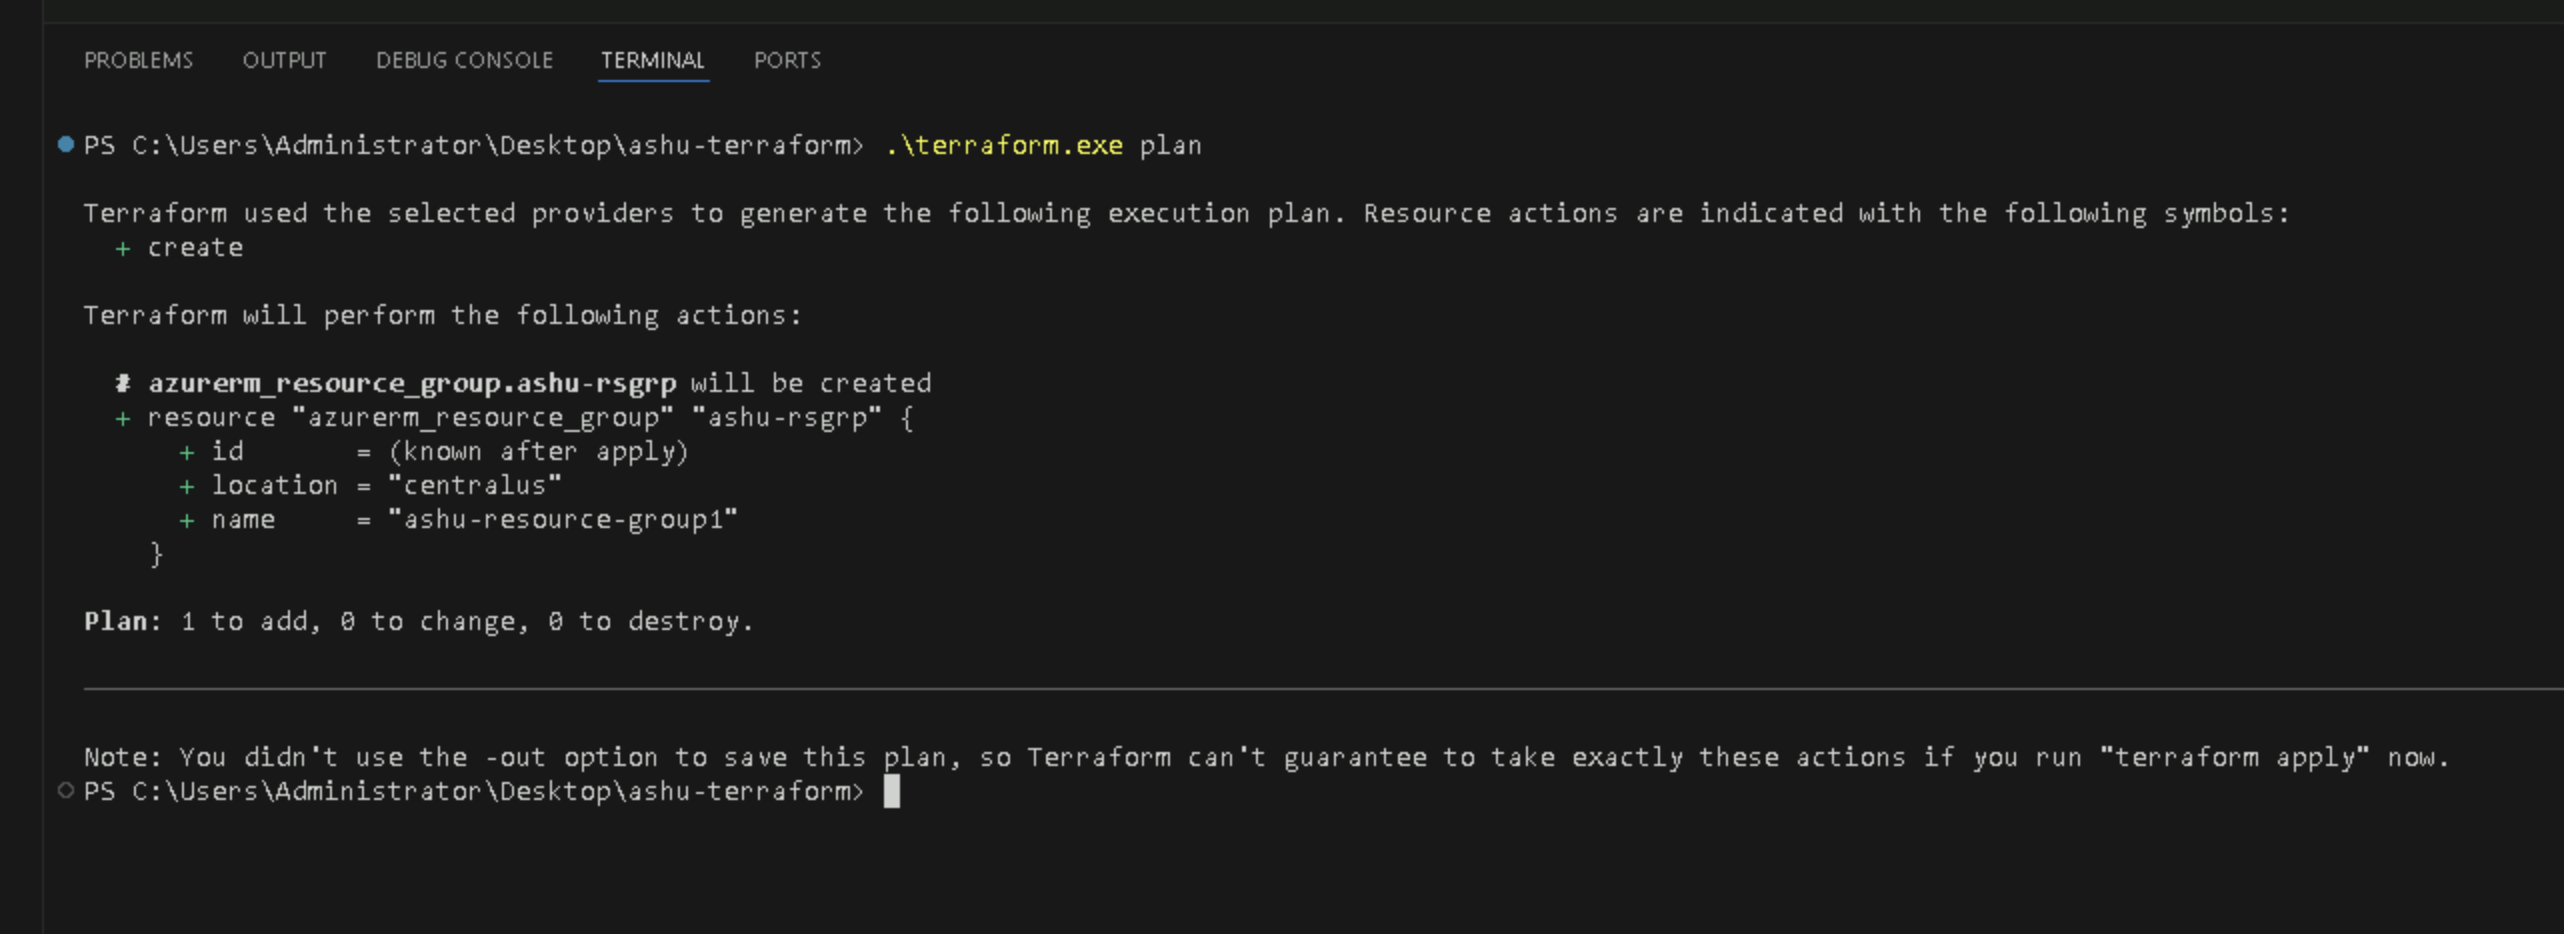 PROBLEMS OUTPUT DEBUG CONSOLE TERMINAL PORTS
PS C:\Users\Administrator\Desktop\ashu-terraform> .\terraform.exe plan
Terraform used the selected providers to generate the following execution plan. Resource actions are indicated with the following symbols:
+ create
Terraform will perform the following actions:
# azurerm_resource_group.ashu-rsgrp will be created
+ resource "azurerm_resource_group" "ashu-rsgrp" {
+ id       = (known after apply)
+ location = "centralus"
+ name     = "ashu-resource-group1"
}
Plan: 1 to add, 0 to change, 0 to destroy.
Note: You didn't use the -out option to save this plan, so Terraform can't guarantee to take exactly these actions if you run "terraform apply" now.
PS C:\Users\Administrator\Desktop\ashu-terraform>